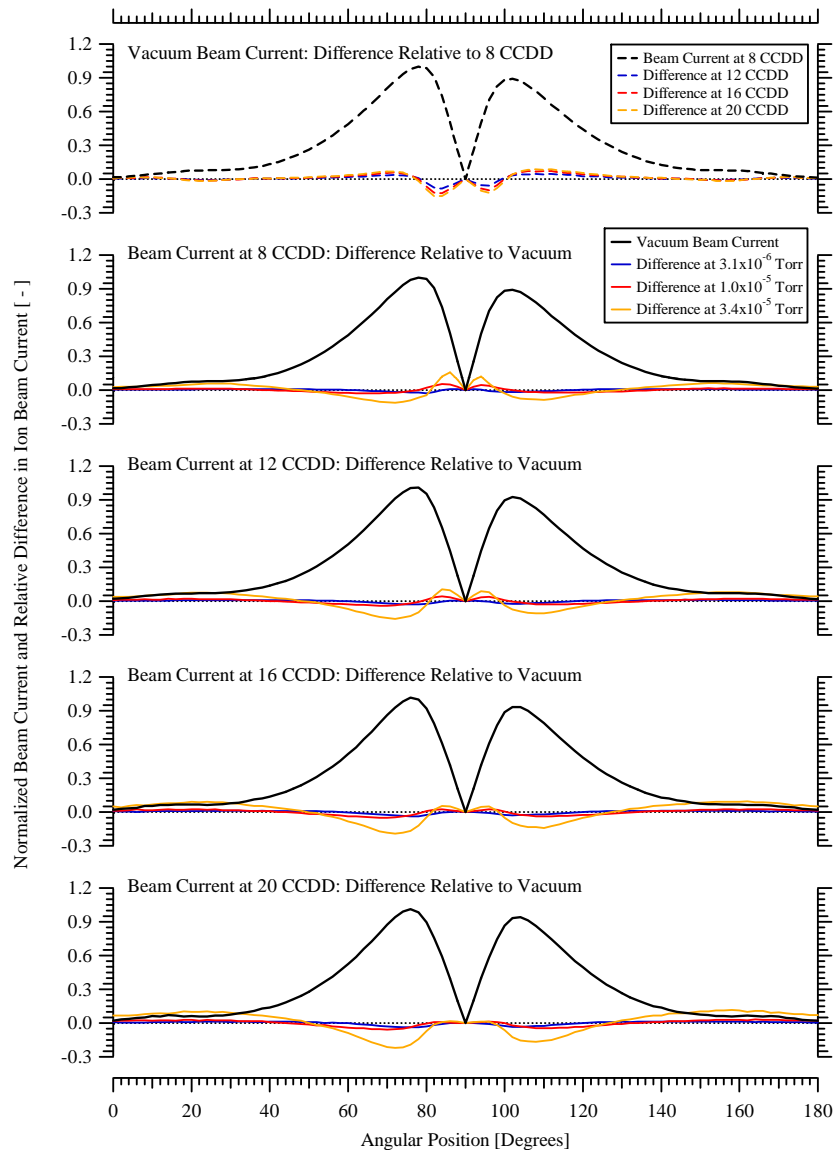 Normalized Beam Current and Relative Difference in Ion Beam Current [ - ]
Vacuum Beam Current: Difference Relative to 8 CCDD
Beam Current at 8 CCDD
Difference at 12 CCDD
Difference at 16 CCDD
Difference at 20 CCDD
1.2
0.9
0.6
0.3
0.0
-0.3
Beam Current at 8 CCDD: Difference Relative to Vacuum
Vacuum Beam Current
Difference at 3.1x10⁻⁶ Torr
Difference at 1.0x10⁻⁵ Torr
Difference at 3.4x10⁻⁵ Torr
1.2
0.9
0.6
0.3
0.0
-0.3
Beam Current at 12 CCDD: Difference Relative to Vacuum
1.2
0.9
0.6
0.3
0.0
-0.3
Beam Current at 16 CCDD: Difference Relative to Vacuum
1.2
0.9
0.6
0.3
0.0
-0.3
Beam Current at 20 CCDD: Difference Relative to Vacuum
1.2
0.9
0.6
0.3
0.0
-0.3
0 20 40 60 80 100 120 140 160 180
Angular Position [Degrees]